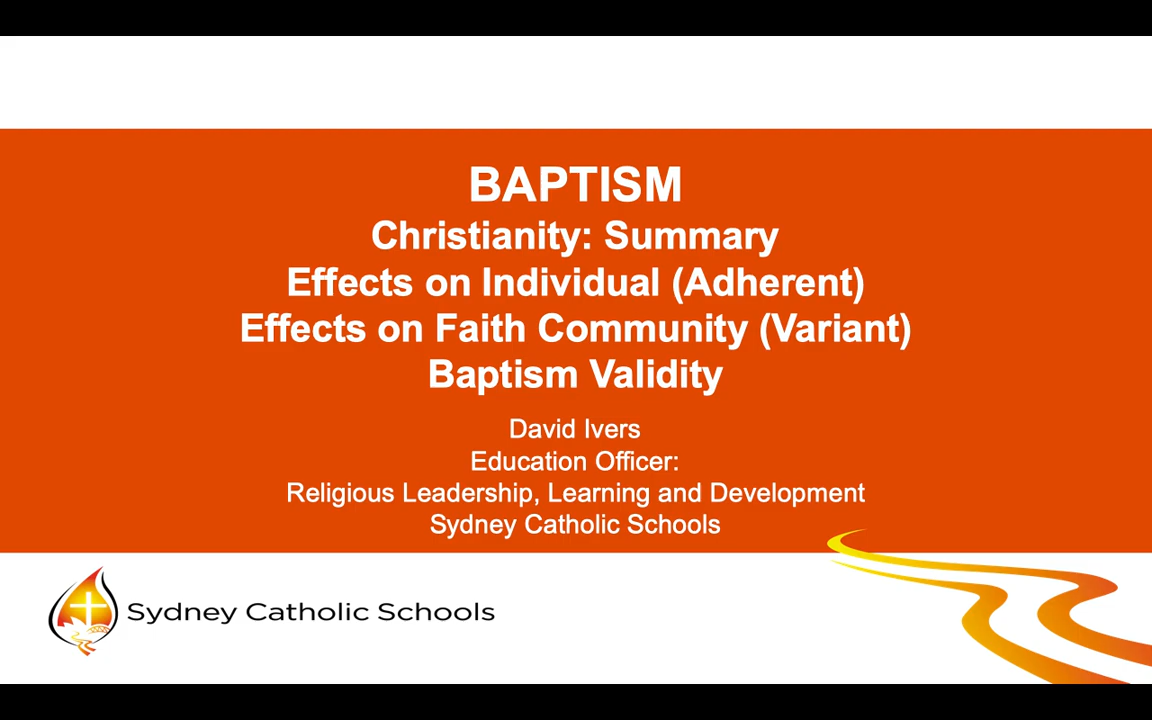 BAPTISM
Christianity: Summary
Effects on Individual (Adherent)
Effects on Faith Community (Variant)
Baptism Validity
David Ivers
Education Officer:
Religious Leadership, Learning and Development
Sydney Catholic Schools
Sydney Catholic Schools